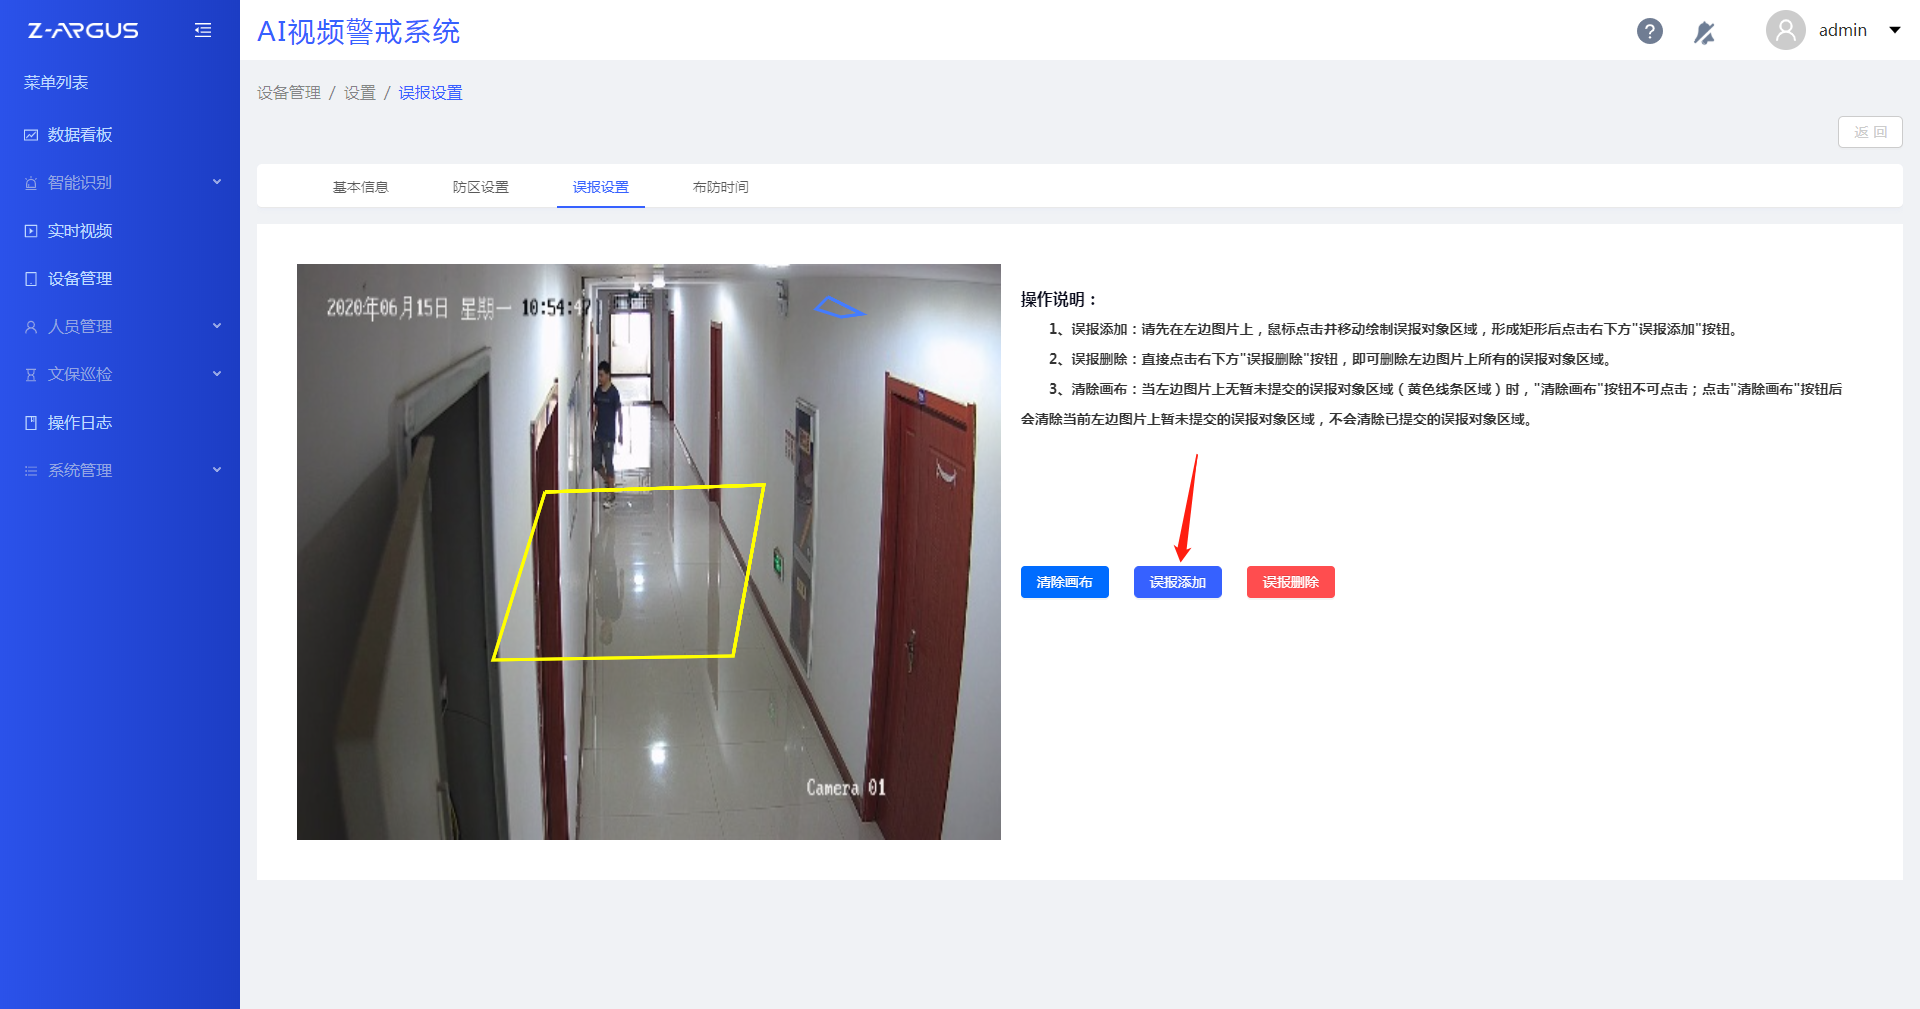 Z-ARGUS
AI视频警戒系统
?
admin
菜单列表
数据看板
智能识别
实时视频
设备管理
人员管理
文保巡检
操作日志
系统管理
设备管理 / 设置 / 误报设置
返 回
基本信息
防区设置
误报设置
布防时间
2020年06月15日 星期一 10:54:47
Camera 01
操作说明：
1、误报添加：请先在左边图片上，鼠标点击并移动绘制误报对象区域，形成矩形后点击右下方"误报添加"按钮。
2、误报删除：直接点击右下方"误报删除"按钮，即可删除左边图片上所有的误报对象区域。
3、清除画布：当左边图片上无暂未提交的误报对象区域（黄色线条区域）时，"清除画布"按钮不可点击；点击"清除画布"按钮后
会清除当前左边图片上暂未提交的误报对象区域，不会清除已提交的误报对象区域。
清除画布
误报添加
误报删除